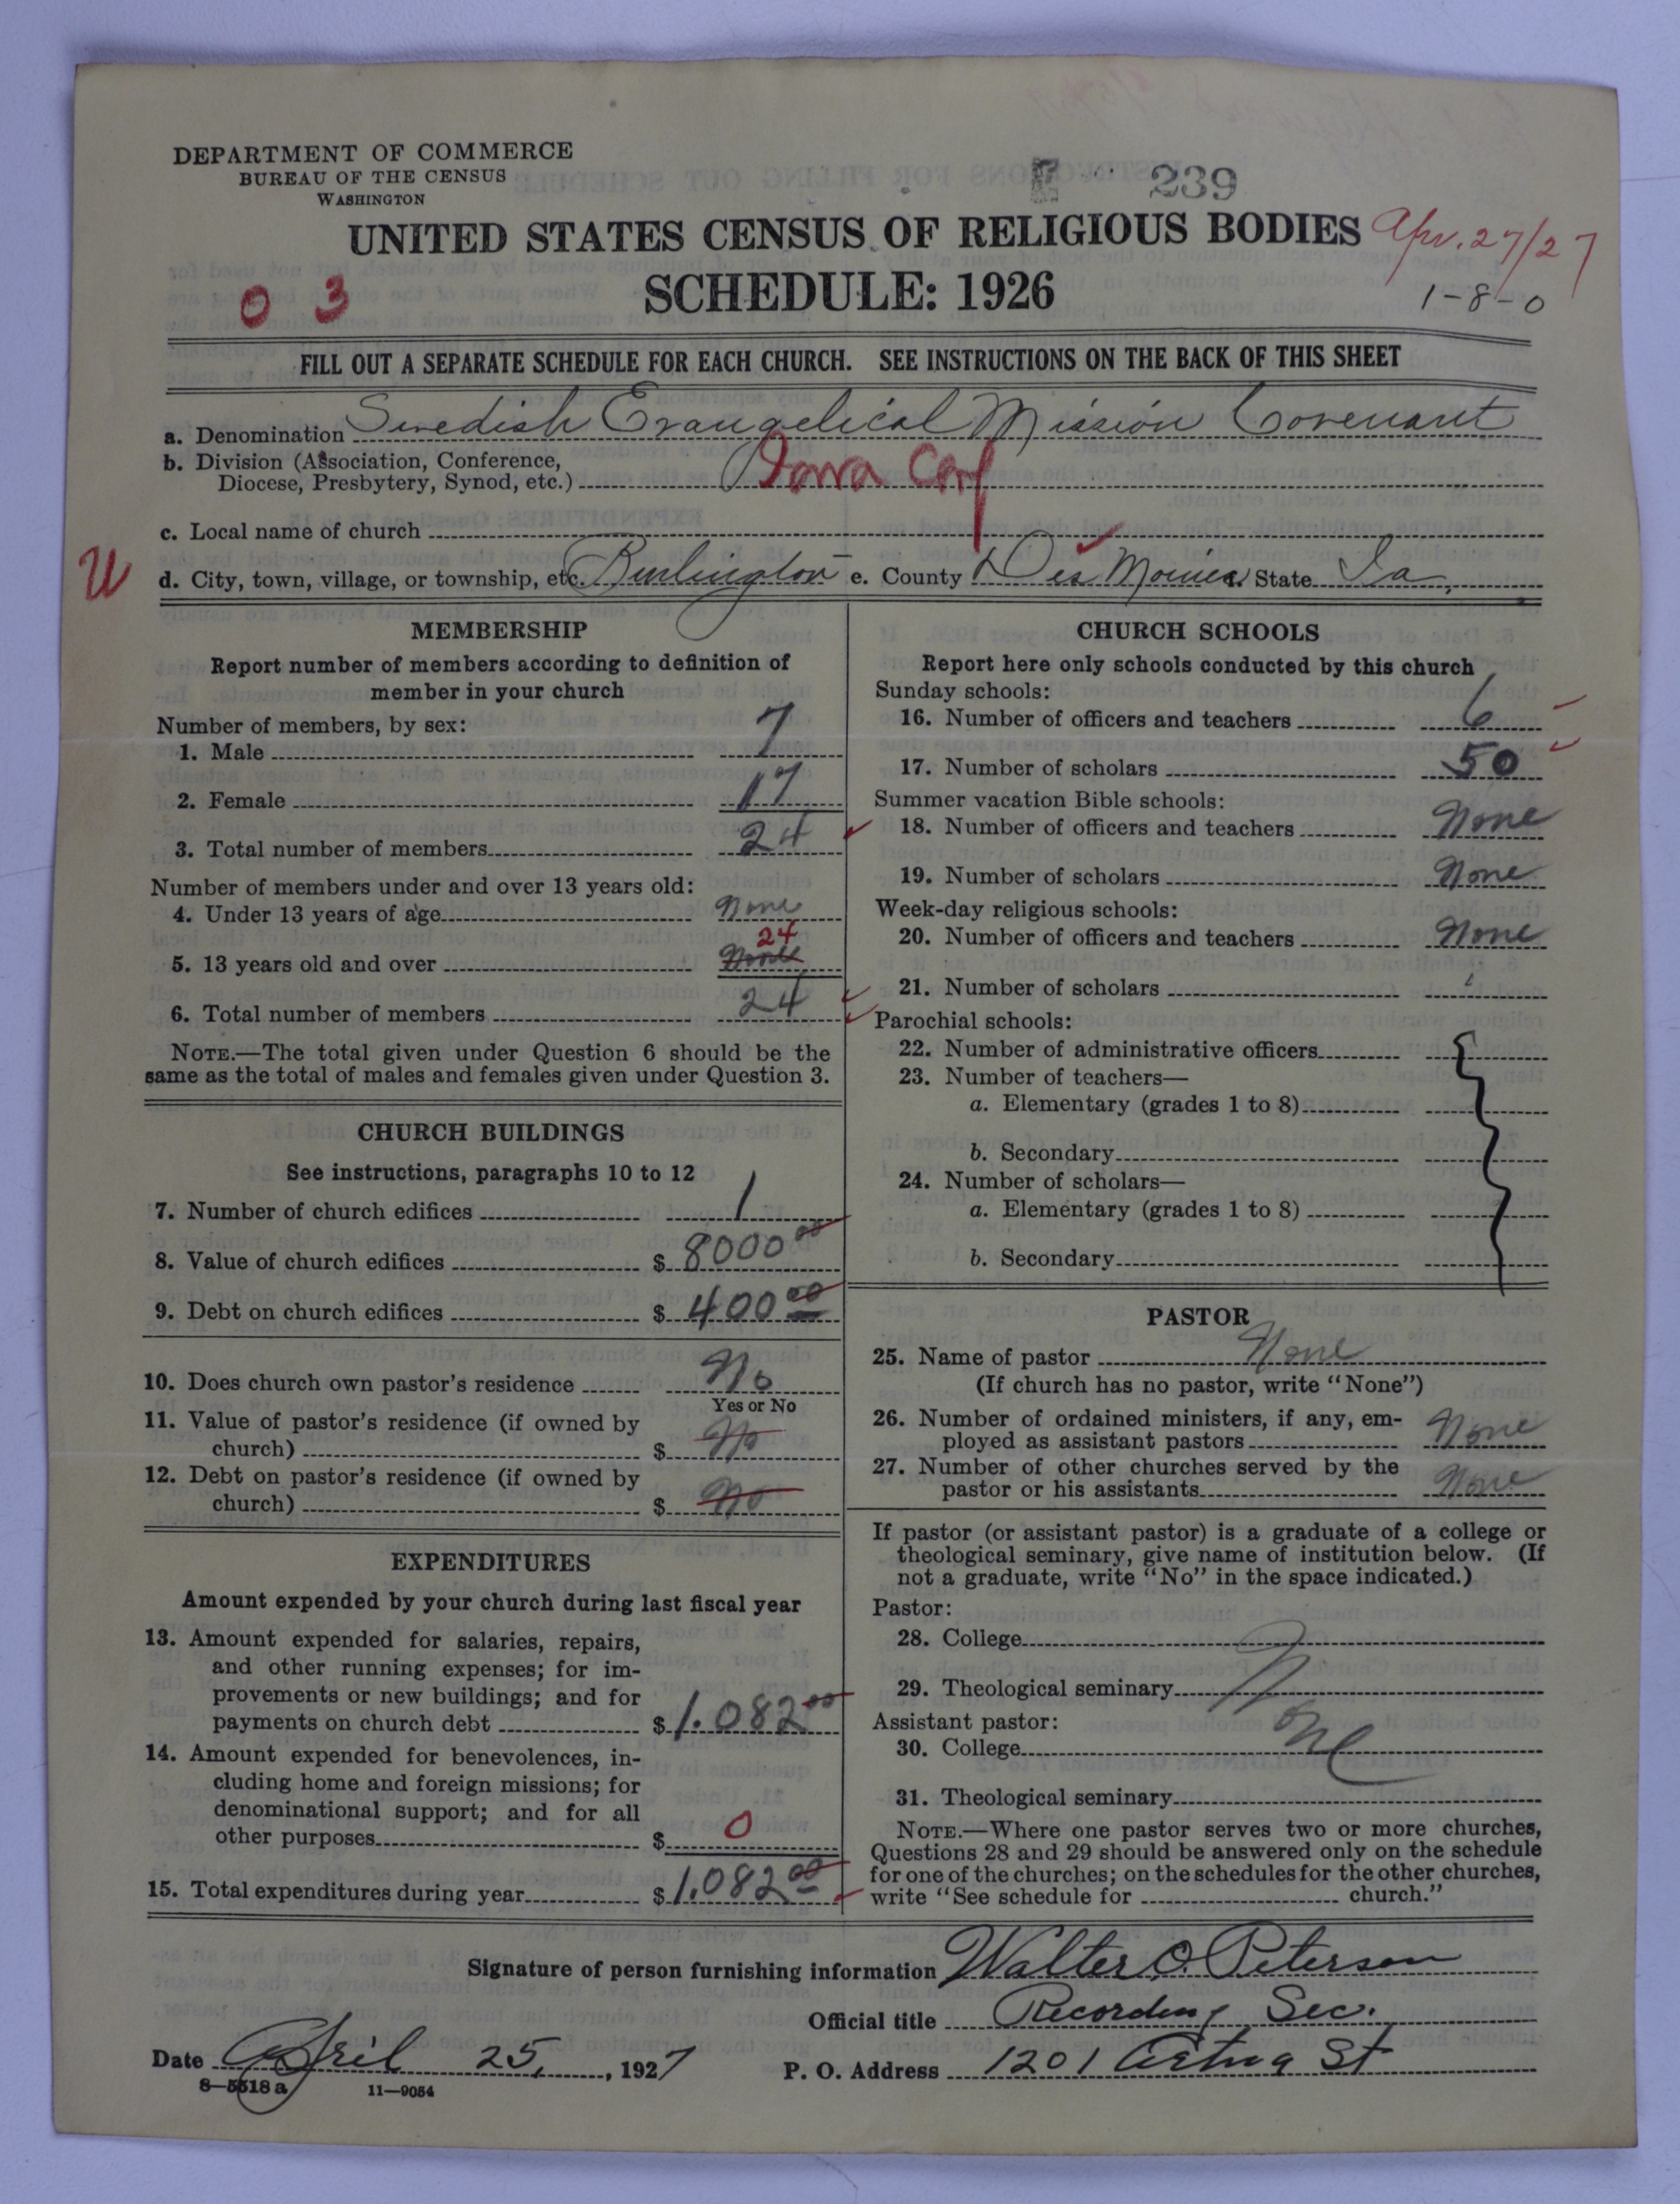 DEPARTMENT OF COMMERCE
BUREAU OF THE CENSUS
WASHINGTON
239
UNITED STATES CENSUS OF RELIGIOUS BODIES
Apr. 27/27
SCHEDULE: 1926
0 3
1-8-0
FILL OUT A SEPARATE SCHEDULE FOR EACH CHURCH. SEE INSTRUCTIONS ON THE BACK OF THIS SHEET
a. Denomination Swedish Evangelical Mission Covenant
b. Division (Association, Conference,
Diocese, Presbytery, Synod, etc.) Iowa Conf
c. Local name of church
U
d. City, town, village, or township, etc. Burlington e. County Des Moines State Ia.
MEMBERSHIP
Report number of members according to definition of
member in your church
Number of members, by sex:
1. Male 7
2. Female 17
3. Total number of members 24
Number of members under and over 13 years old:
4. Under 13 years of age None
24
5. 13 years old and over None
6. Total number of members 24
NOTE.—The total given under Question 6 should be the
same as the total of males and females given under Question 3.
CHURCH BUILDINGS
See instructions, paragraphs 10 to 12
7. Number of church edifices 1
8. Value of church edifices $ 8000 00
9. Debt on church edifices $ 400 00
10. Does church own pastor's residence No
Yes or No
11. Value of pastor's residence (if owned by
church) $ No
12. Debt on pastor's residence (if owned by
church) $ No
EXPENDITURES
Amount expended by your church during last fiscal year
13. Amount expended for salaries, repairs,
and other running expenses; for im-
provements or new buildings; and for
payments on church debt $ 1.082 00
14. Amount expended for benevolences, in-
cluding home and foreign missions; for
denominational support; and for all
other purposes $ 0
15. Total expenditures during year $ 1.082 00
CHURCH SCHOOLS
Report here only schools conducted by this church
Sunday schools:
16. Number of officers and teachers 6
17. Number of scholars 50
Summer vacation Bible schools:
18. Number of officers and teachers None
19. Number of scholars None
Week-day religious schools:
20. Number of officers and teachers None
21. Number of scholars
Parochial schools:
22. Number of administrative officers
23. Number of teachers—
a. Elementary (grades 1 to 8)
b. Secondary
24. Number of scholars—
a. Elementary (grades 1 to 8)
b. Secondary
PASTOR
25. Name of pastor None
(If church has no pastor, write "None")
26. Number of ordained ministers, if any, em-
ployed as assistant pastors None
27. Number of other churches served by the
pastor or his assistants None
If pastor (or assistant pastor) is a graduate of a college or
theological seminary, give name of institution below. (If
not a graduate, write "No" in the space indicated.)
Pastor:
28. College
29. Theological seminary
None
Assistant pastor:
30. College
31. Theological seminary
NOTE.—Where one pastor serves two or more churches,
Questions 28 and 29 should be answered only on the schedule
for one of the churches; on the schedules for the other churches,
write "See schedule for church."
Signature of person furnishing information Walter O. Peterson
Official title Recording Sec.
Date April 25, 1927 P. O. Address 1201 Aetna St
8—5518 a 11—9054